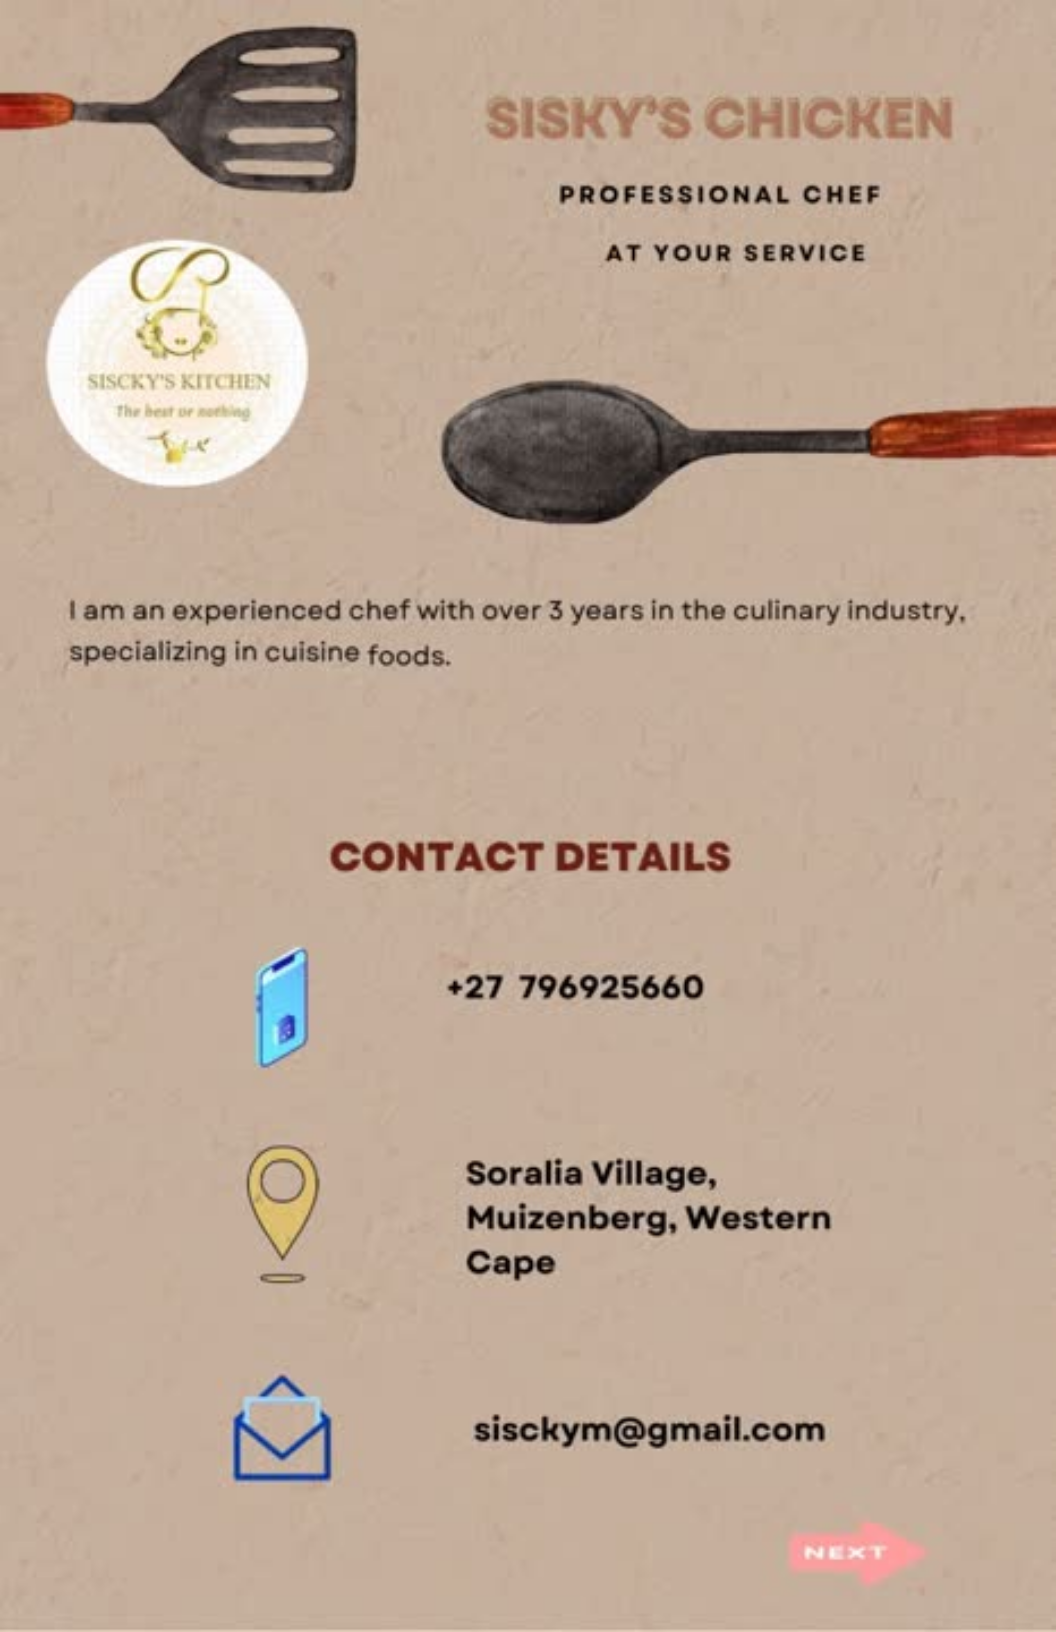 SISKY'S CHICKEN
PROFESSIONAL CHEF
AT YOUR SERVICE
SISCKY'S KITCHEN
The best or nothing
I am an experienced chef with over 3 years in the culinary industry,
specializing in cuisine foods.
CONTACT DETAILS
+27 796925660
Soralia Village,
Muizenberg, Western
Cape
sisckym@gmail.com
NEXT